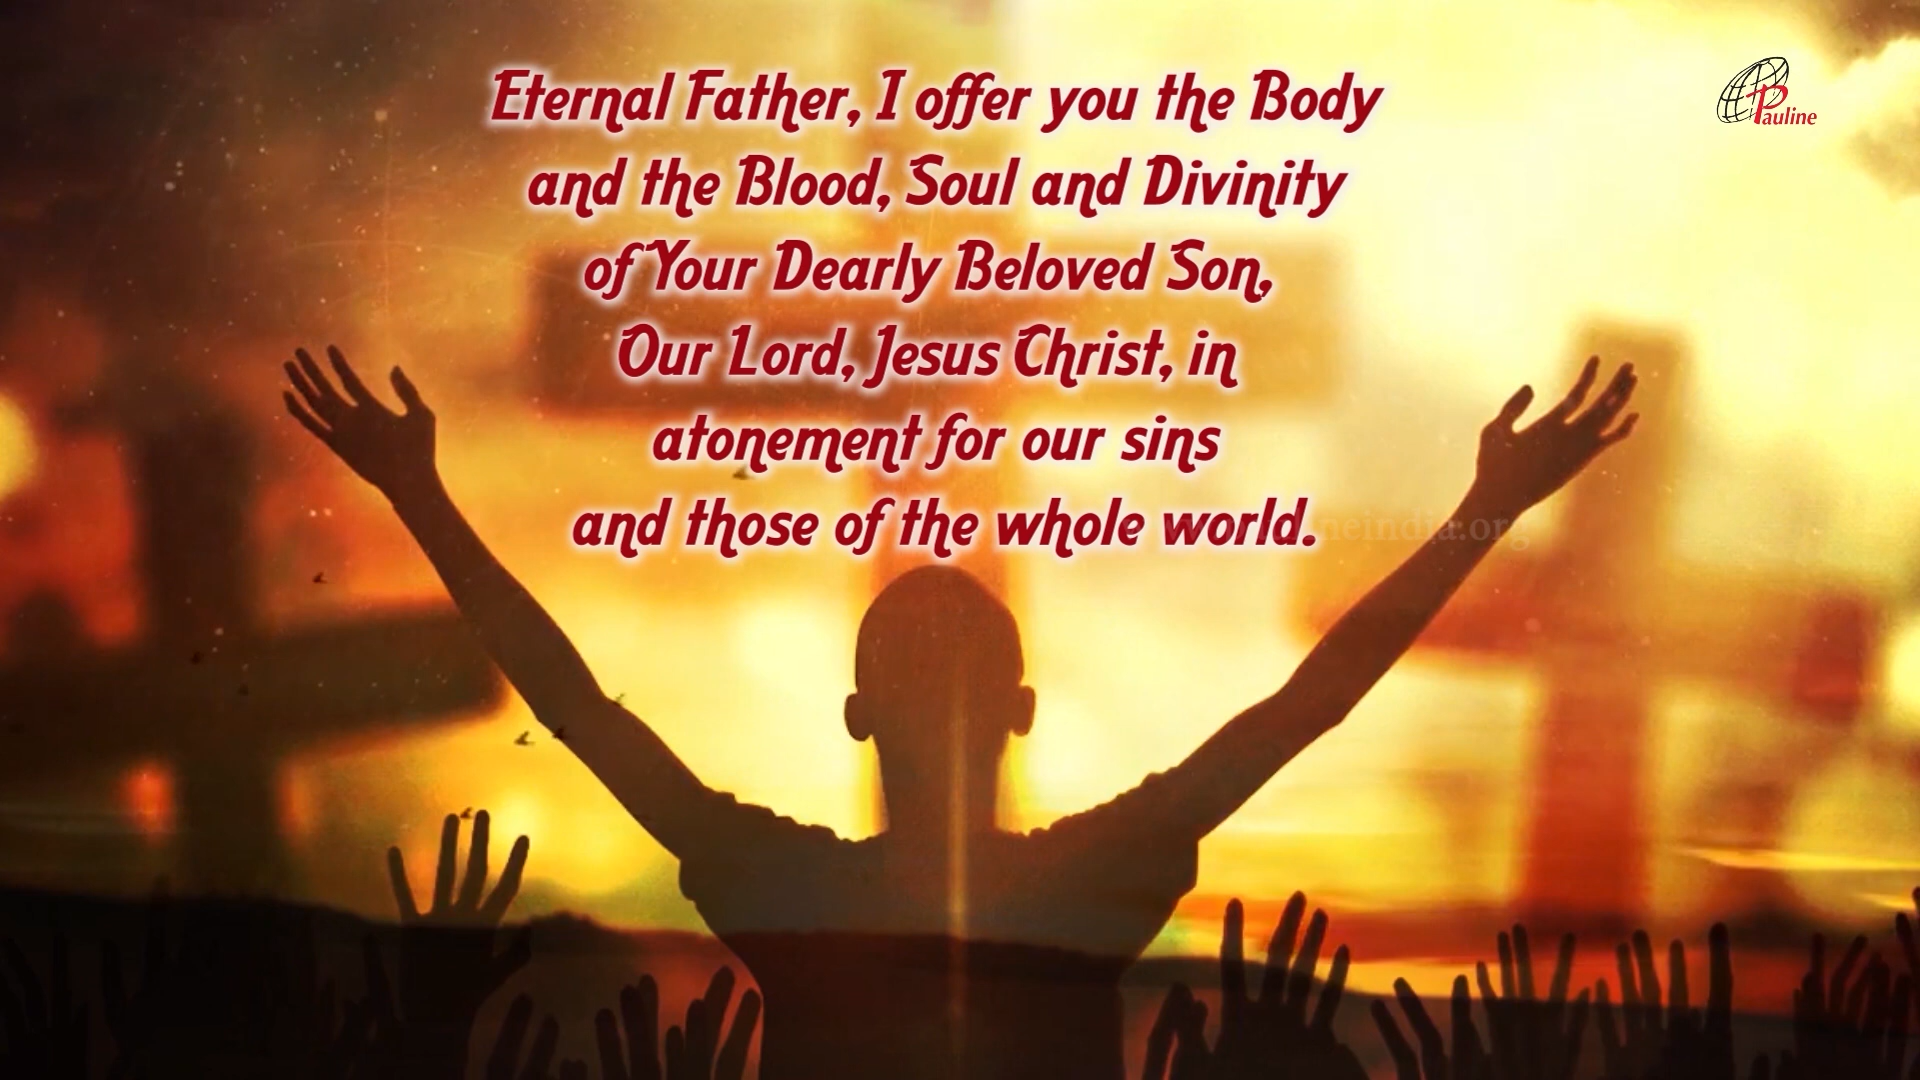 Eternal Father, I offer you the Body
and the Blood, Soul and Divinity
of Your Dearly Beloved Son,
Our Lord, Jesus Christ, in
atonement for our sins
and those of the whole world.
Pauline